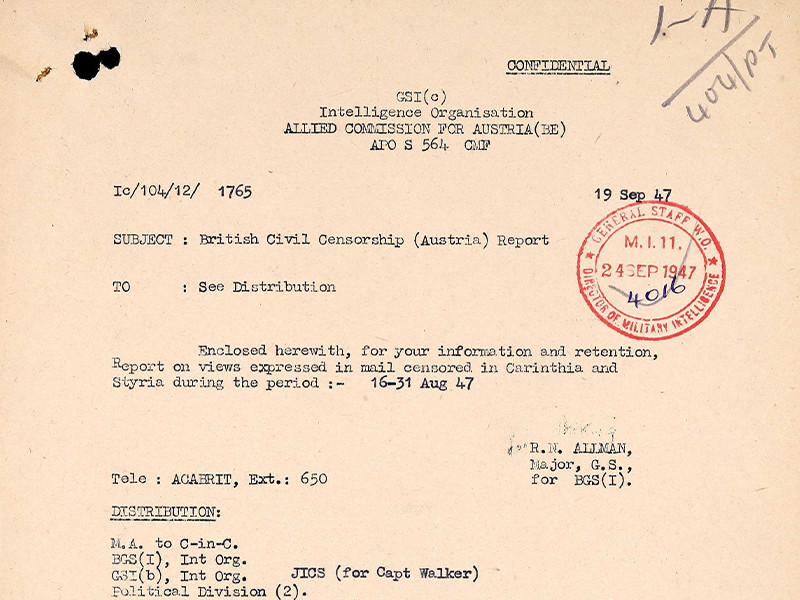 1-A
404/PT
CONFIDENTIAL
GSI(c)
Intelligence Organisation
ALLIED COMMISSION FOR AUSTRIA(BE)
APO S 564 CMF
Ic/104/12/ 1765
19 Sep 47
GENERAL STAFF W.O.
M.I.11.
24 SEP 1947
4016
DIRECTOR OF MILITARY INTELLIGENCE
SUBJECT : British Civil Censorship (Austria) Report
TO : See Distribution
Enclosed herewith, for your information and retention,
Report on views expressed in mail censored in Carinthia and
Styria during the period :- 16-31 Aug 47
for R.N. ALLMAN,
Major, G.S.,
for BGS(I).
Tele : ACABRIT, Ext.: 650
DISTRIBUTION:
M.A. to C-in-C.
BGS(I), Int Org.
GSI(b), Int Org. JICS (for Capt Walker)
Political Division (2).